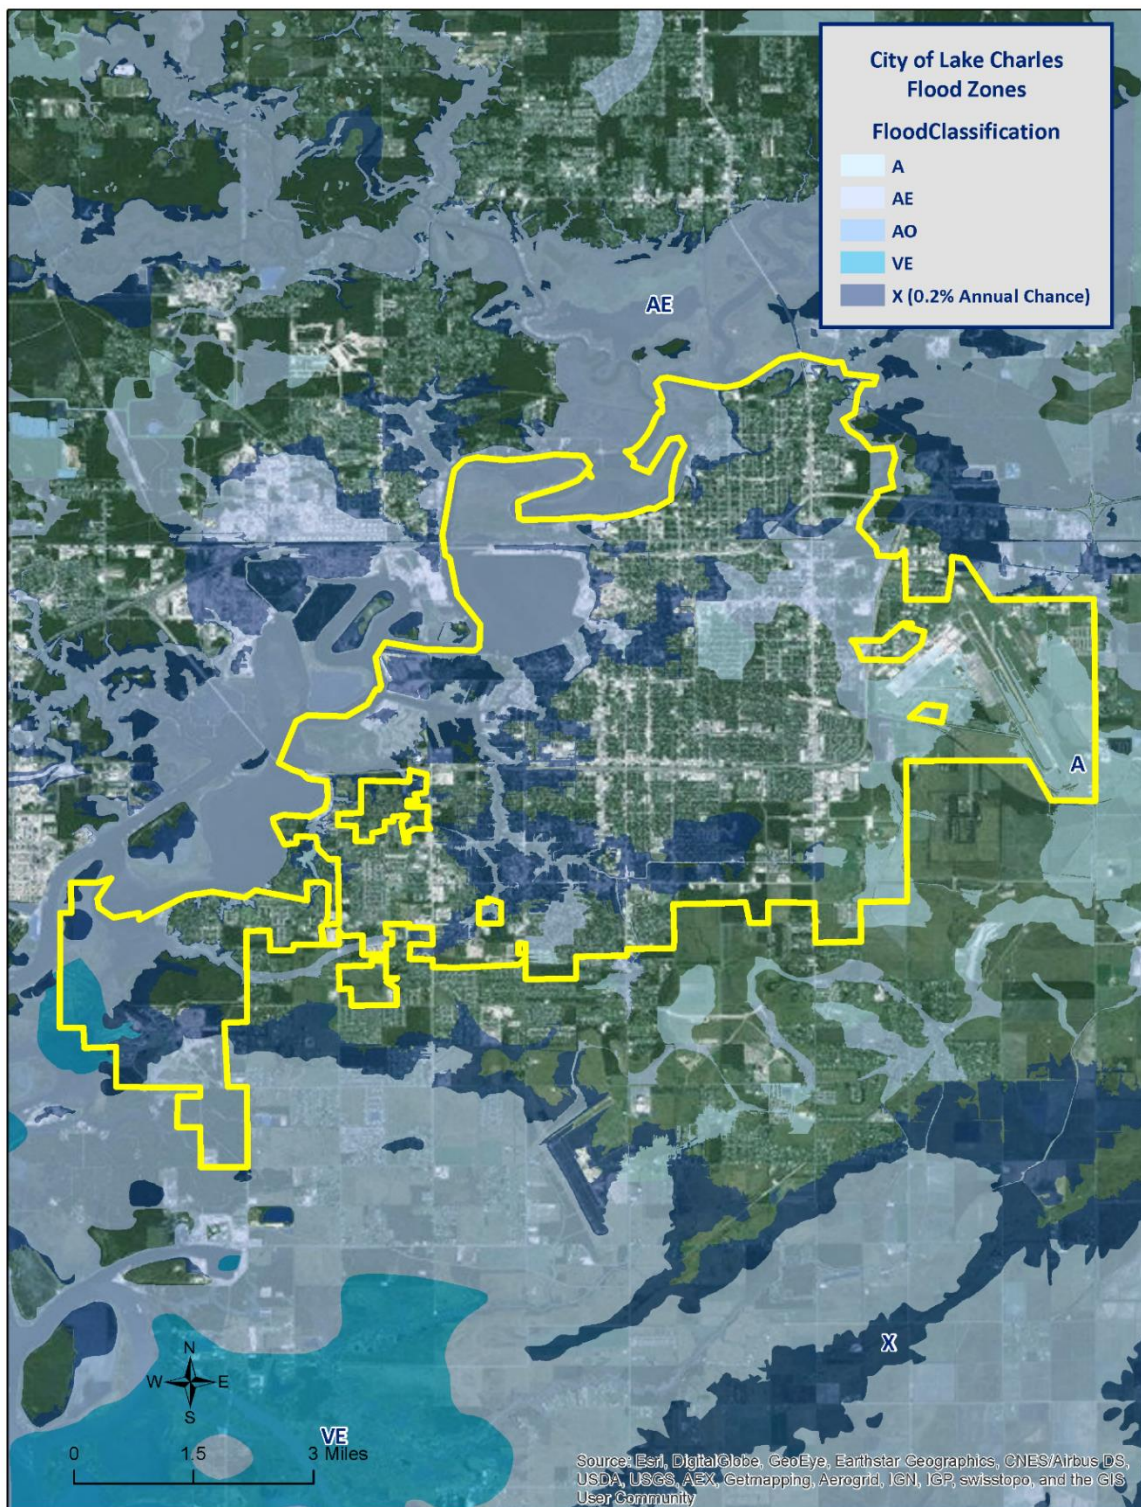 City of Lake Charles
Flood Zones
FloodClassification
A
AE
AO
VE
X (0.2% Annual Chance)
AE
A
X
N
W E
S
VE
0 1.5 3 Miles
Source: Esri, DigitalGlobe, GeoEye, Earthstar Geographics, CNES/Airbus DS,
USDA, USGS, AEX, Getmapping, Aerogrid, IGN, IGP, swisstopo, and the GIS
User Community